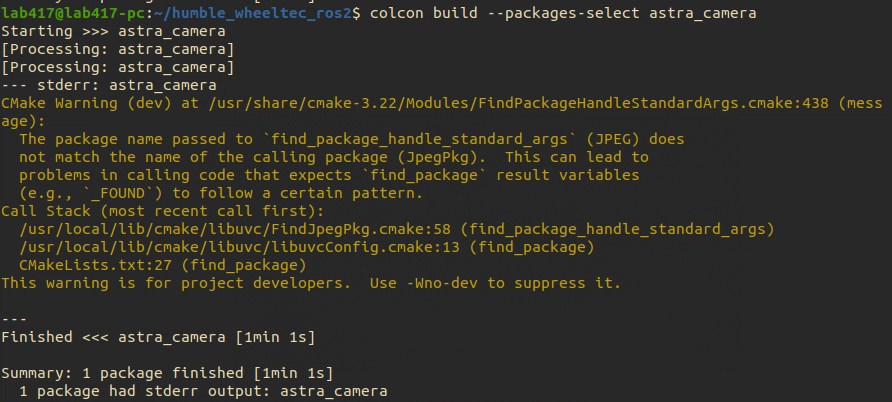 lab417@lab417-pc:~/humble_wheeltec_ros2$ colcon build --packages-select astra_camera
Starting >>> astra_camera
[Processing: astra_camera]
[Processing: astra_camera]
--- stderr: astra_camera
CMake Warning (dev) at /usr/share/cmake-3.22/Modules/FindPackageHandleStandardArgs.cmake:438 (mess
age):
  The package name passed to `find_package_handle_standard_args` (JPEG) does
  not match the name of the calling package (JpegPkg).  This can lead to
  problems in calling code that expects `find_package` result variables
  (e.g., `_FOUND`) to follow a certain pattern.
Call Stack (most recent call first):
  /usr/local/lib/cmake/libuvc/FindJpegPkg.cmake:58 (find_package_handle_standard_args)
  /usr/local/lib/cmake/libuvc/libuvcConfig.cmake:13 (find_package)
  CMakeLists.txt:27 (find_package)
This warning is for project developers.  Use -Wno-dev to suppress it.
---
Finished <<< astra_camera [1min 1s]
Summary: 1 package finished [1min 1s]
  1 package had stderr output: astra_camera